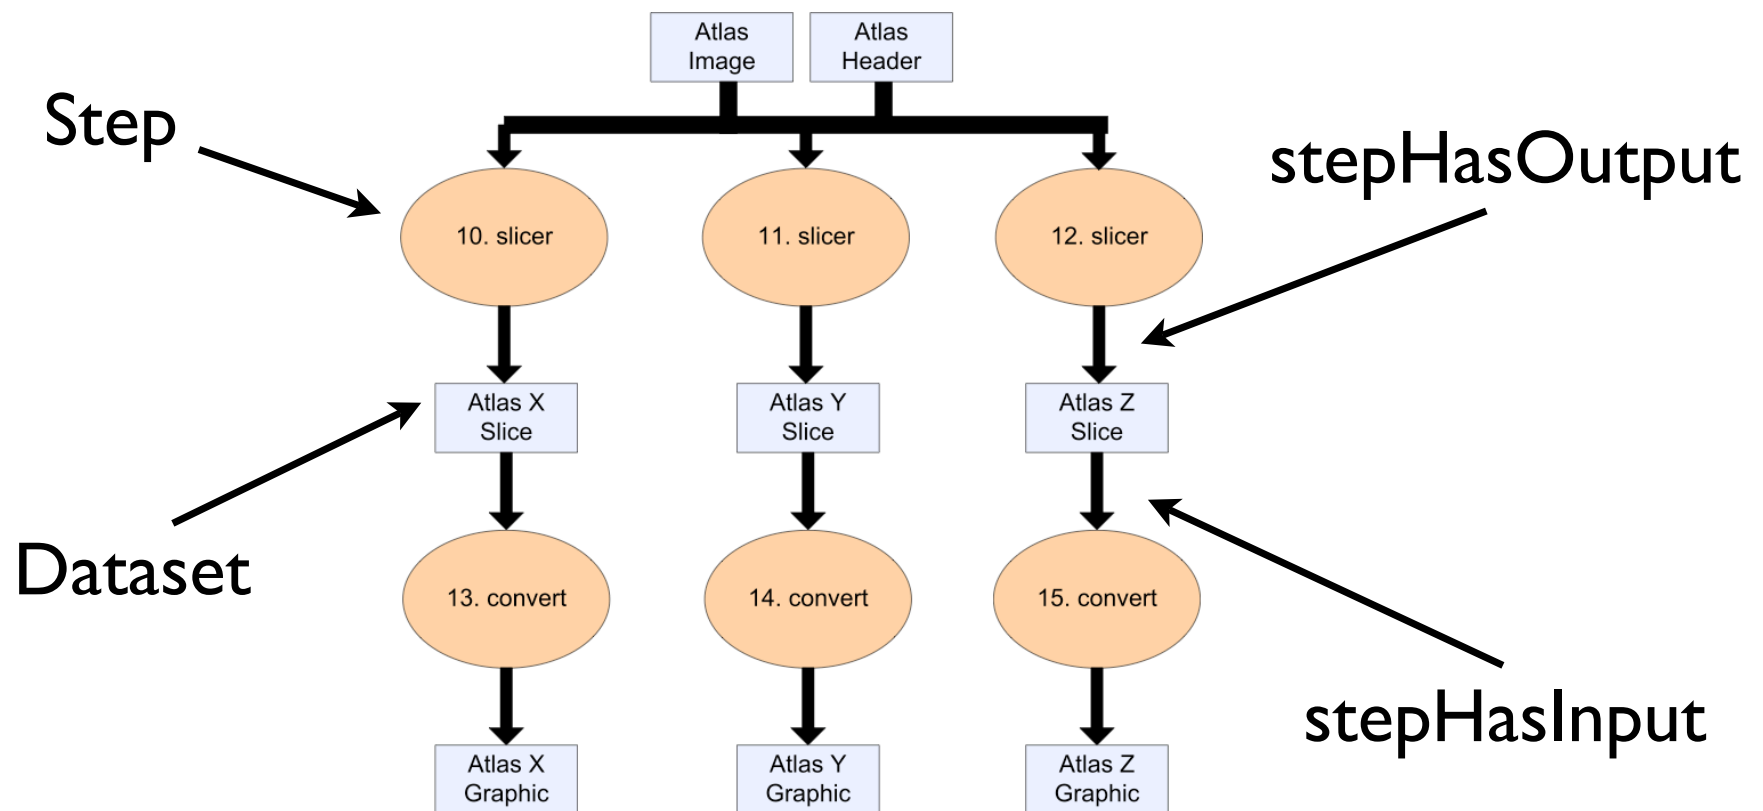 Atlas
Image
Atlas
Header
Step
stepHasOutput
10. slicer
11. slicer
12. slicer
Atlas X
Slice
Atlas Y
Slice
Atlas Z
Slice
Dataset
13. convert
14. convert
15. convert
stepHasInput
Atlas X
Graphic
Atlas Y
Graphic
Atlas Z
Graphic